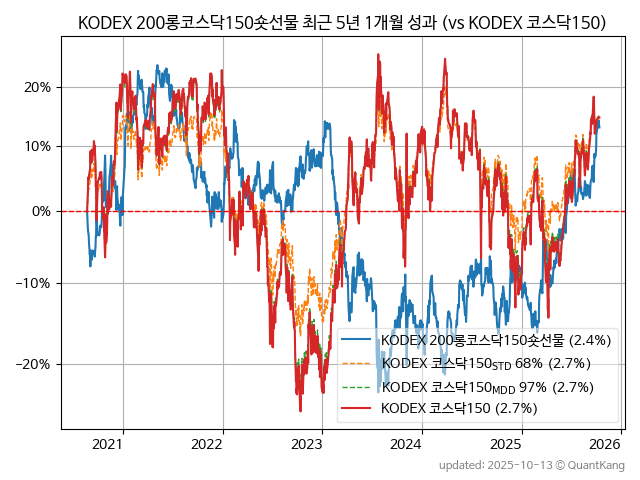 KODEX 200롱코스닥150숏선물 최근 5년 1개월 성과 (vs KODEX 코스닥150)
20%
10%
0%
−10%
−20%
KODEX 200롱코스닥150숏선물 (2.4%)
KODEX 코스닥150STD 68% (2.7%)
KODEX 코스닥150MDD 97% (2.7%)
KODEX 코스닥150 (2.7%)
2021 2022 2023 2024 2025 2026
updated: 2025-10-13 © QuantKang